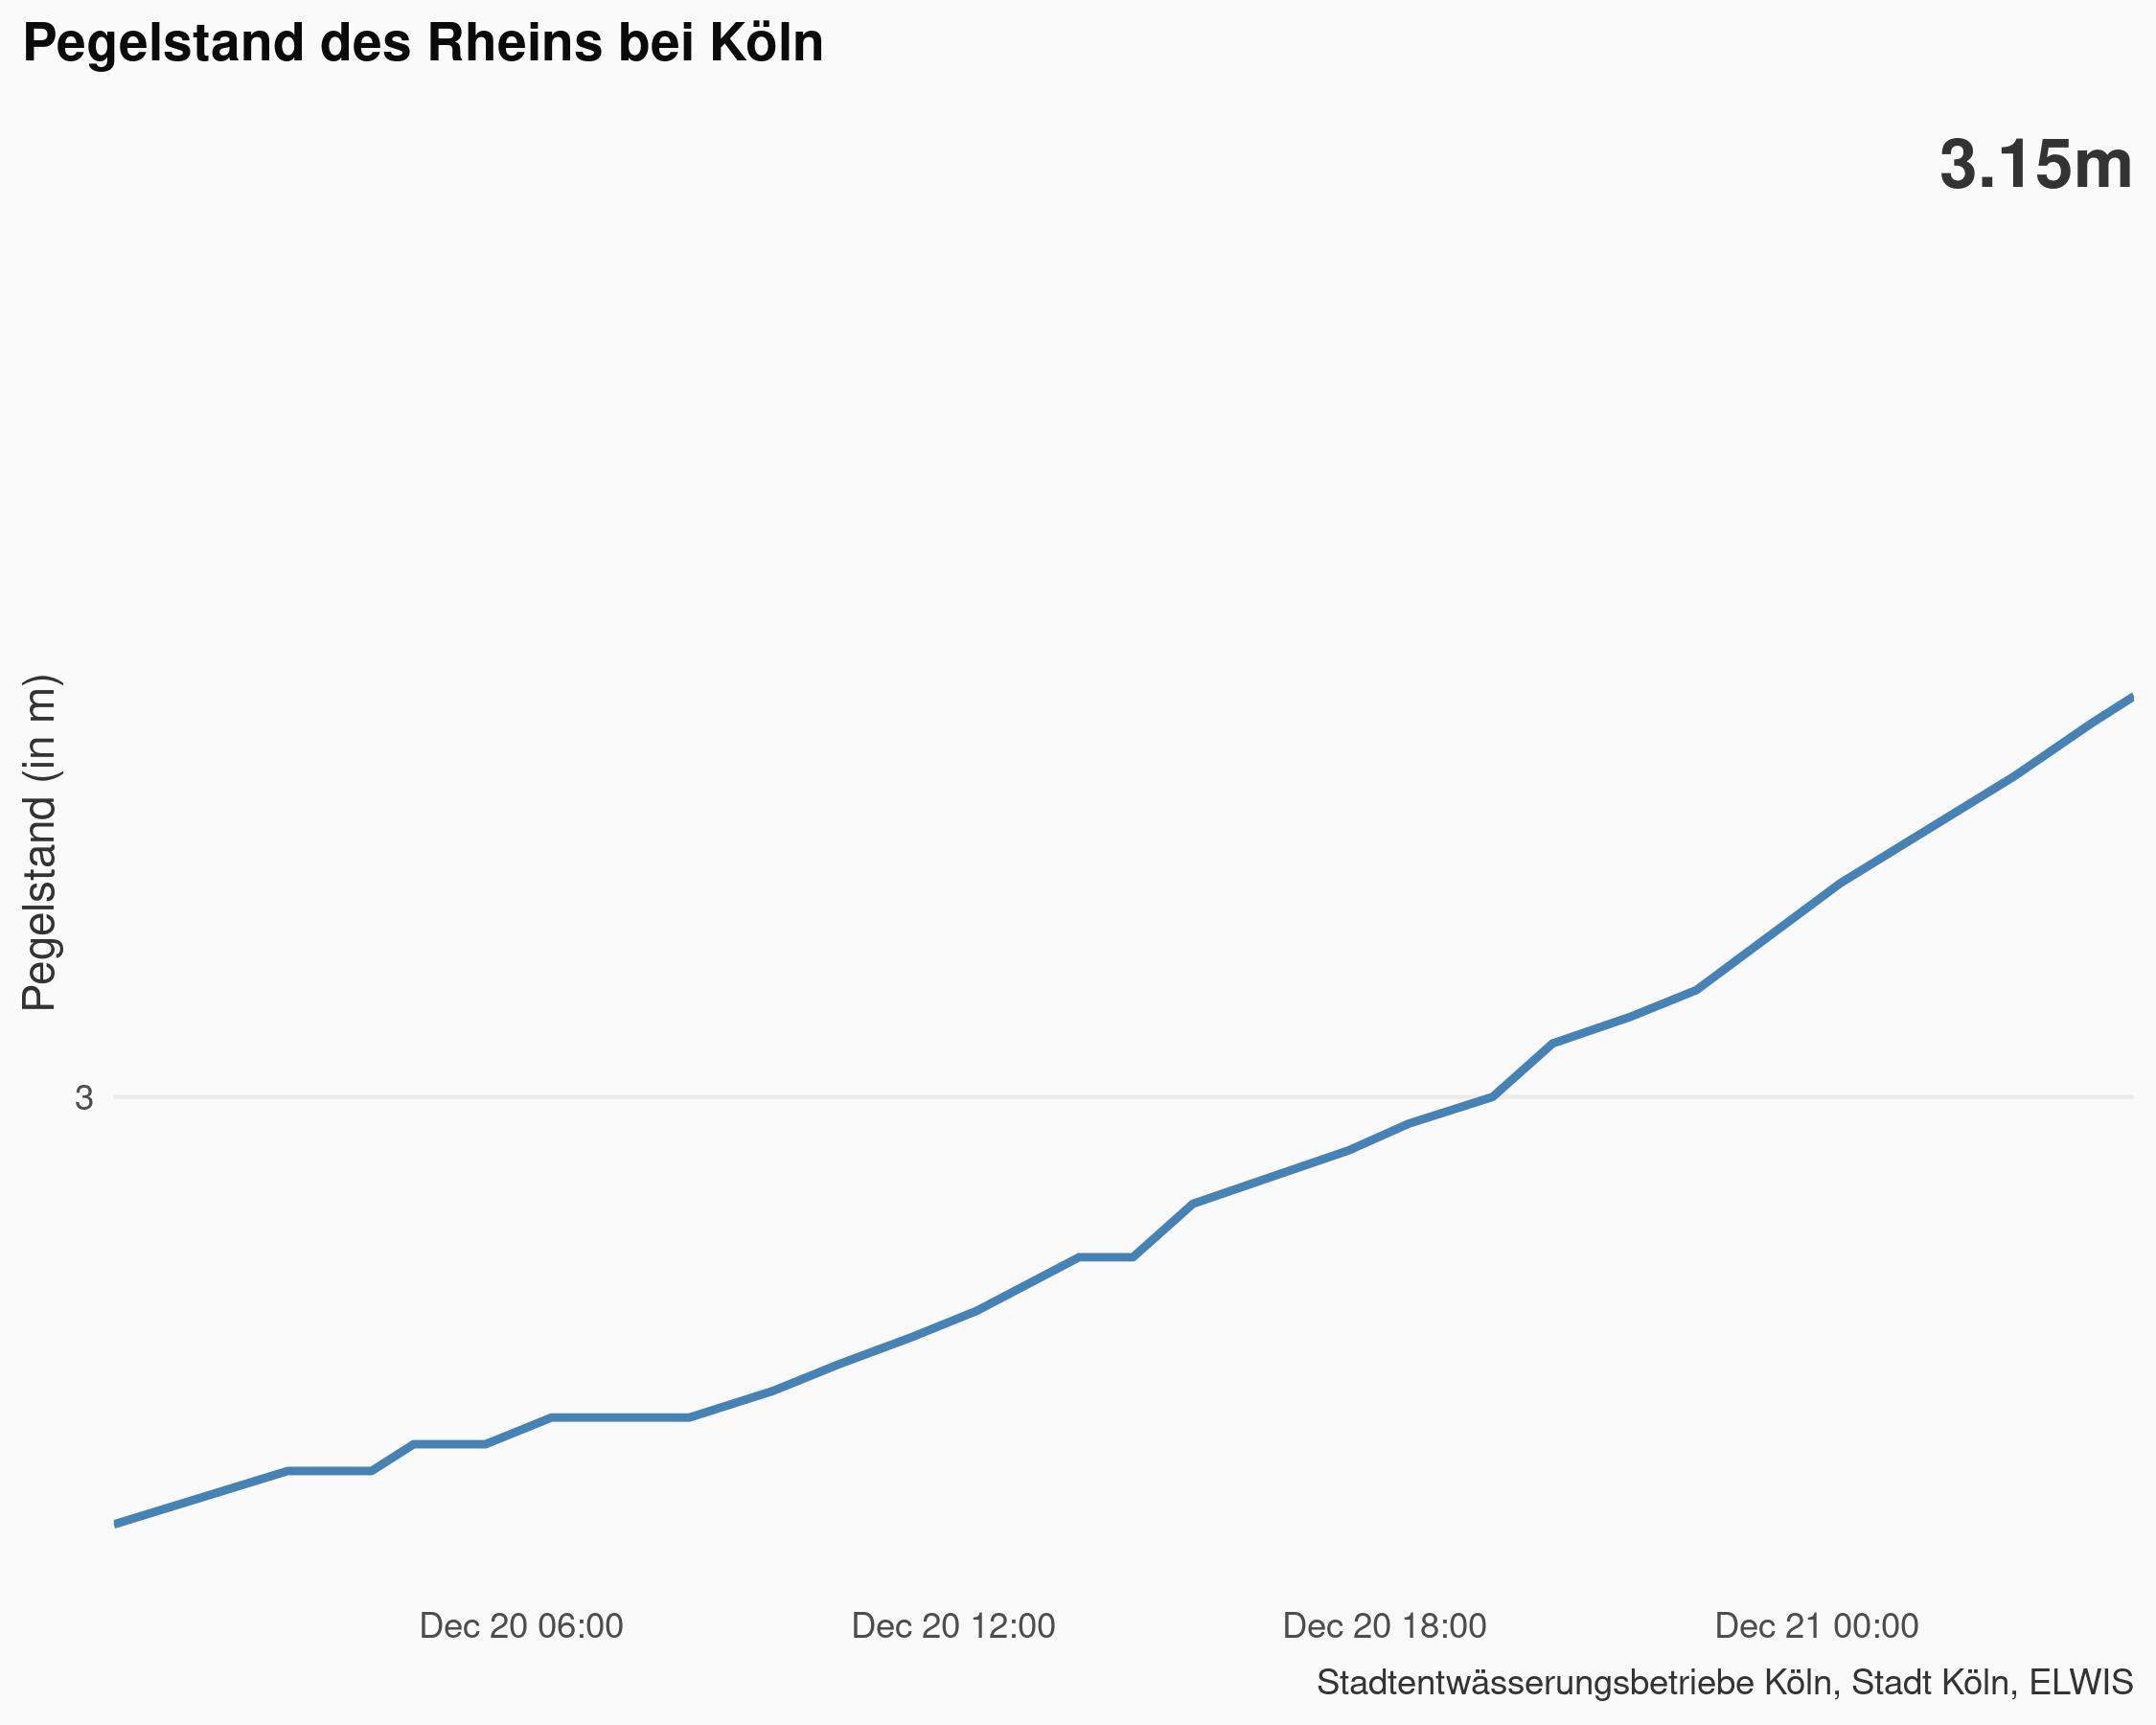 Pegelstand des Rheins bei Köln
3.15m
Pegelstand (in m)
3
Dec 20 06:00
Dec 20 12:00
Dec 20 18:00
Dec 21 00:00
Stadtentwässerungsbetriebe Köln, Stadt Köln, ELWIS